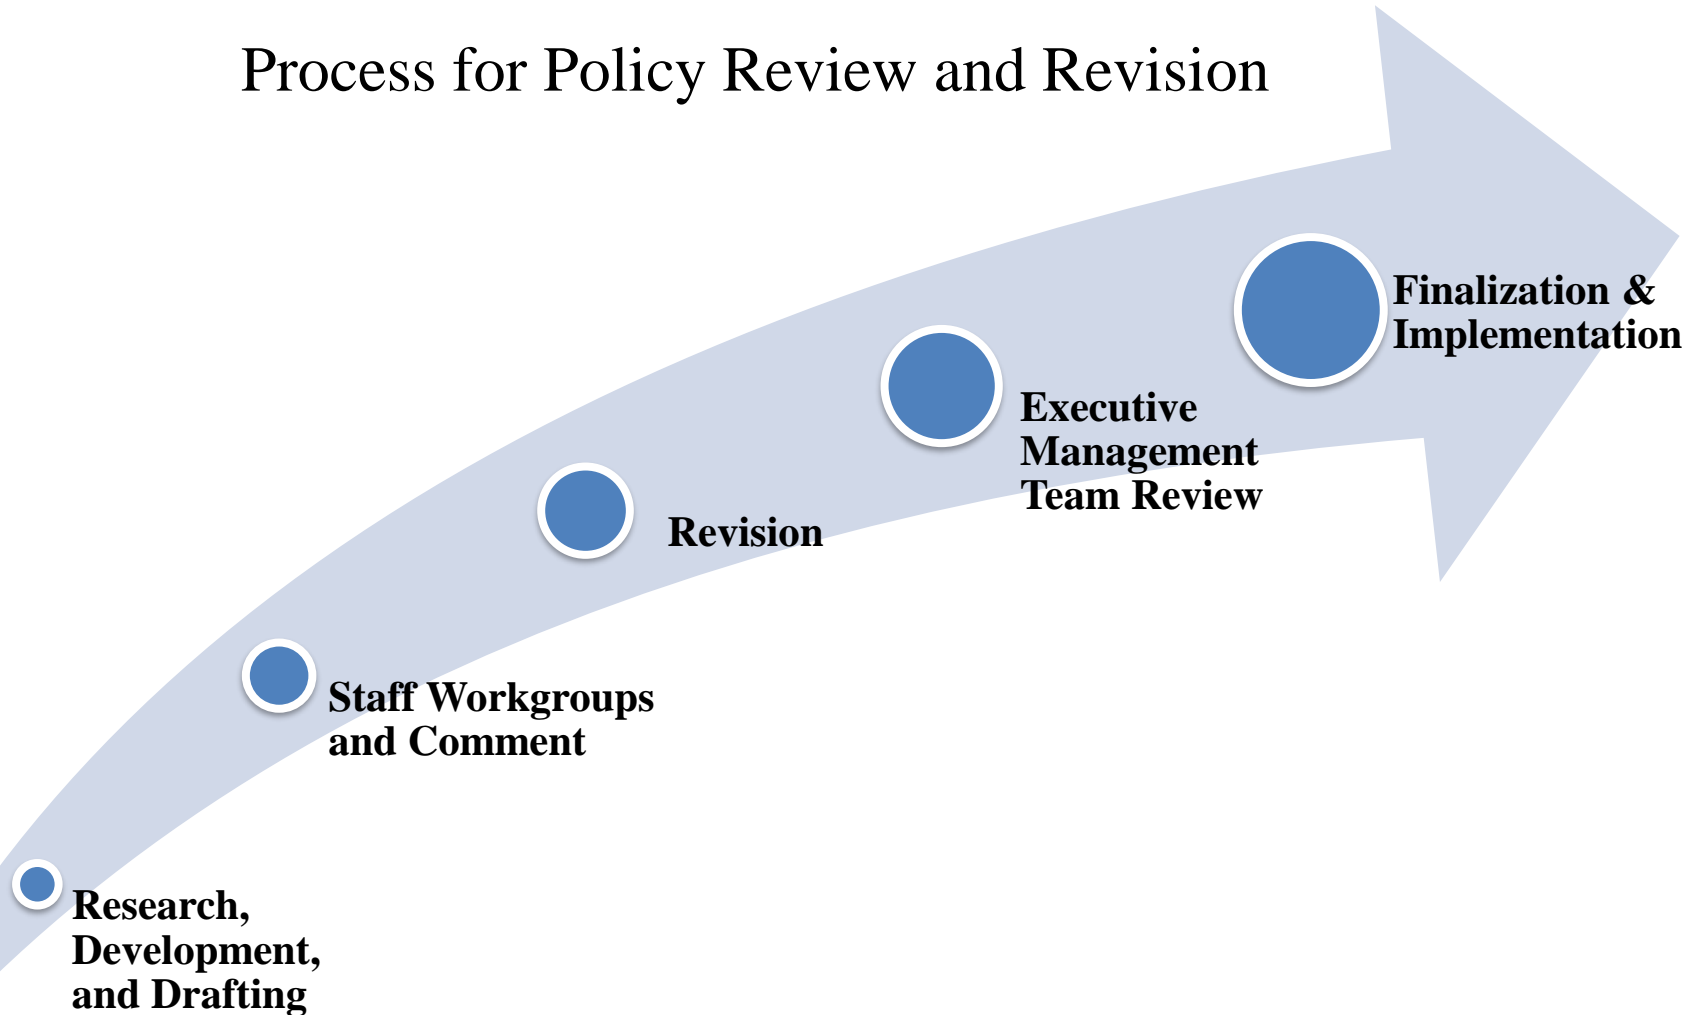 Process for Policy Review and Revision
Research,
Development,
and Drafting
Staff Workgroups
and Comment
Revision
Executive
Management
Team Review
Finalization &
Implementation